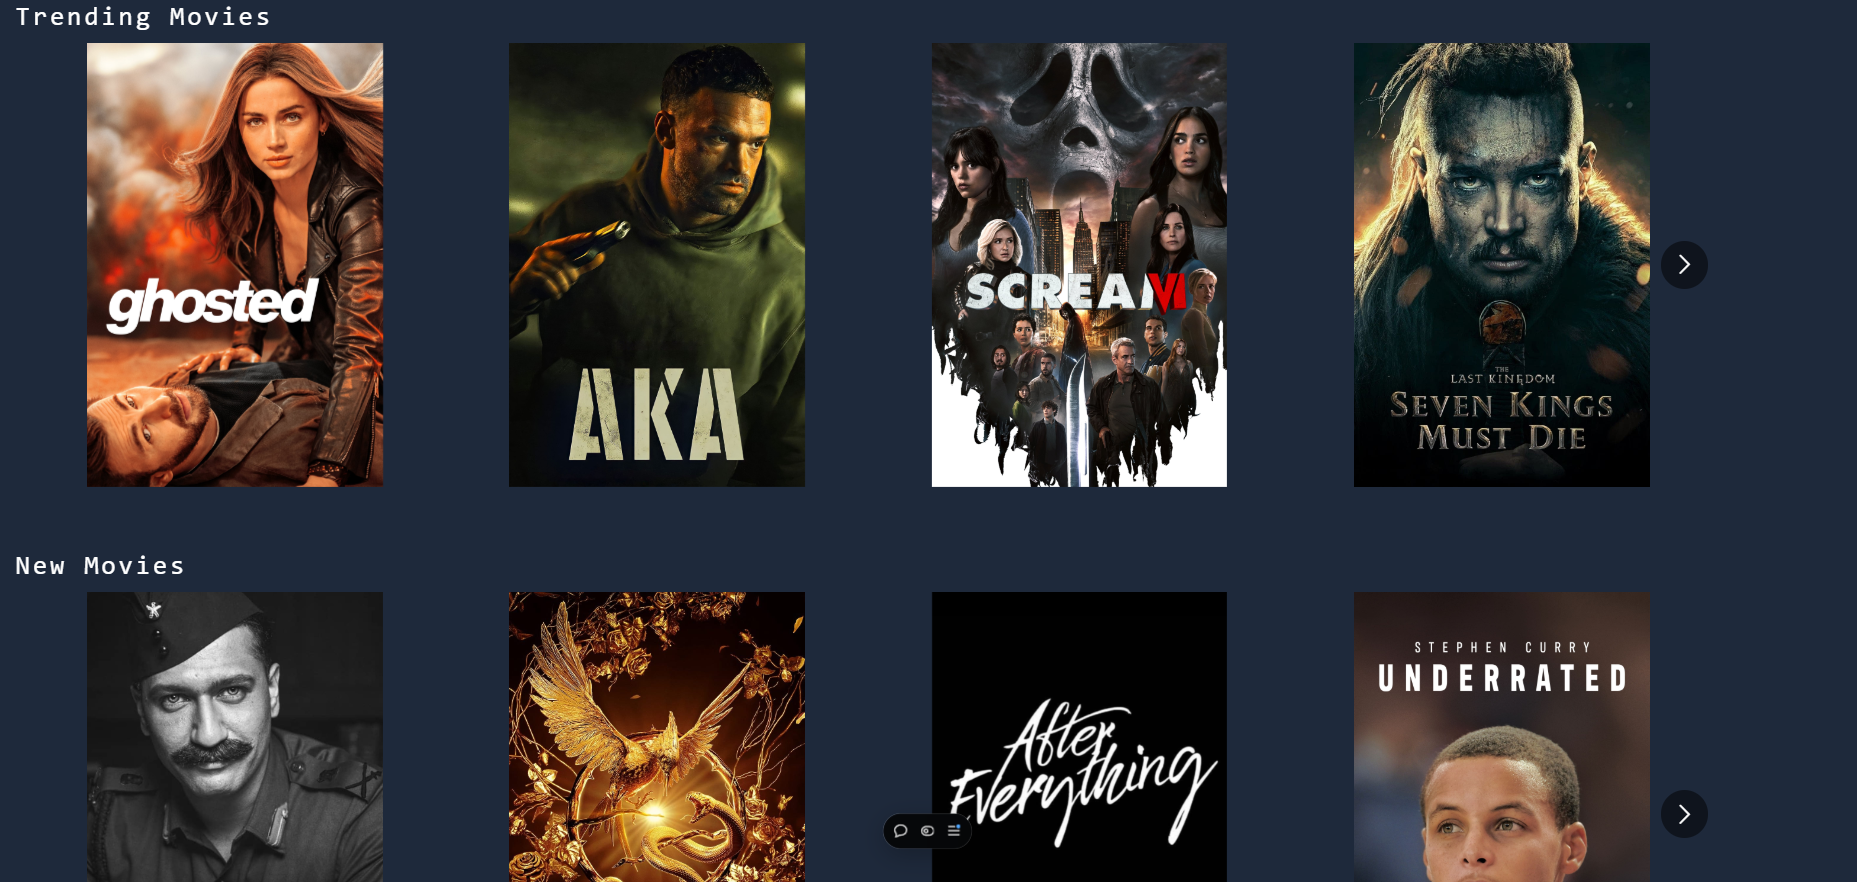 Trending Movies
ghosted
AKA
SCREAM VI
THE
LAST KINGDOM
SEVEN KINGS
MUST DIE
New Movies
After
Everything
STEPHEN CURRY
UNDERRATED